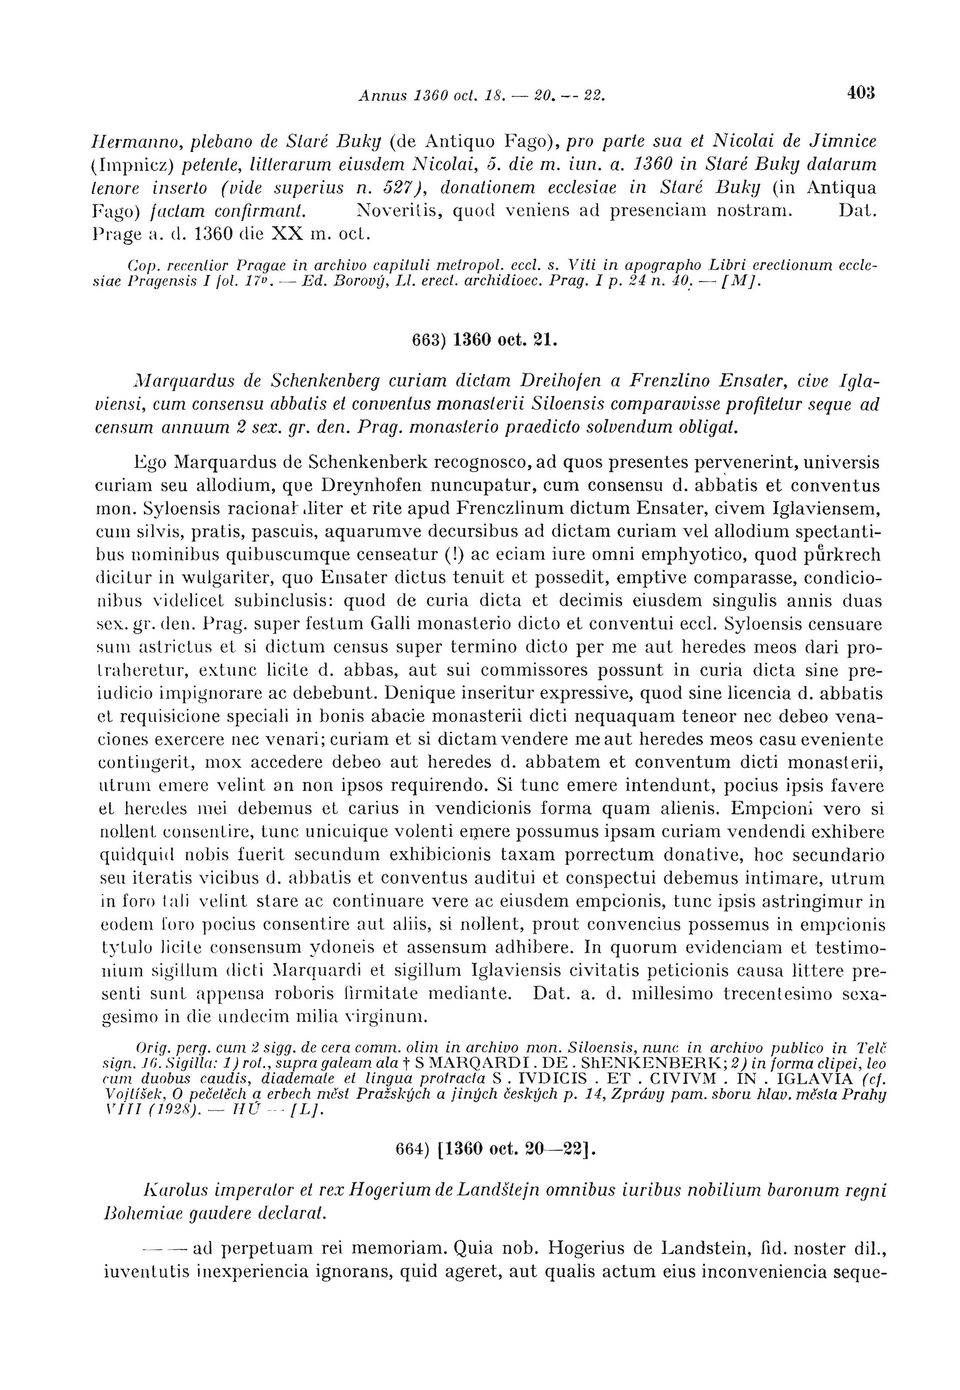 Annus 1360 oct. 18. — 20. — 22. 403
Hermanno, plebano de Staré Buky (de Antiquo Fago), pro parte sua et Nicolai de Jimnice
(Impnicz) petente, litterarum eiusdem Nicolai, 5. die m. iun. a. 1360 in Staré Buky datarum
tenore inserto (vide superius n. 527), donationem ecclesiae in Staré Buky (in Antiqua
Fago) factam confirmant. Noveritis, quod veniens ad presenciam nostram. Dat.
Prage a. d. 1360 die XX m. oct.
Cop. recentior Pragae in archivo capituli metropol. eccl. s. Viti in apographo Libri erectionum eccle-
siae Pragensis I fol. 17v. — Ed. Borový, Ll. erect. archidioec. Prag. I p. 24 n. 40. — [M].
663) 1360 oct. 21.
Marquardus de Schenkenberg curiam dictam Dreihofen a Frenzlino Ensater, cive Igla-
viensi, cum consensu abbatis et conventus monasterii Siloensis comparavisse profitetur seque ad
censum annuum 2 sex. gr. den. Prag. monasterio praedicto solvendum obligat.
Ego Marquardus de Schenkenberk recognosco, ad quos presentes pervenerint, universis
curiam seu allodium, que Dreynhofen nuncupatur, cum consensu d. abbatis et conventus
mon. Syloensis racionabiliter et rite apud Frenczlinum dictum Ensater, civem Iglaviensem,
cum silvis, pratis, pascuis, aquarumve decursibus ad dictam curiam vel allodium spectanti-
bus nominibus quibuscumque censeatur (!) ac eciam iure omni emphyotico, quod půrkrech
dicitur in wulgariter, quo Ensater dictus tenuit et possedit, emptive comparasse, condicio-
nibus videlicet subinclusis: quod de curia dicta et decimis eiusdem singulis annis duas
sex. gr. den. Prag. super festum Galli monasterio dicto et conventui eccl. Syloensis censuare
sum astrictus et si dictum census super termino dicto per me aut heredes meos dari pro-
traheretur, extunc licite d. abbas, aut sui commissores possunt in curia dicta sine pre-
iudicio impignorare ac debebunt. Denique inseritur expressive, quod sine licencia d. abbatis
et requisicione speciali in bonis abacie monasterii dicti nequaquam teneor nec debeo vena-
ciones exercere nec venari; curiam et si dictam vendere me aut heredes meos casu eveniente
contingerit, mox accedere debeo aut heredes d. abbatem et conventum dicti monasterii,
utrum emere velint an non ipsos requirendo. Si tunc emere intendunt, pocius ipsis favere
et heredes mei debemus et carius in vendicionis forma quam alienis. Empcioni vero si
nollent consentire, tunc unicuique volenti emere possumus ipsam curiam vendendi exhibere
quidquid nobis fuerit secundum exhibicionis taxam porrectum donative, hoc secundario
seu iteratis vicibus d. abbatis et conventus auditui et conspectui debemus intimare, utrum
in foro tali velint stare ac continuare vere ac eiusdem empcionis, tunc ipsis astringimur in
eodem foro pocius consentire aut aliis, si nollent, prout convencius possemus in empcionis
tytulo licite consensum ydoneis et assensum adhibere. In quorum evidenciam et testimo-
nium sigillum dicti Marquardi et sigillum Iglaviensis civitatis peticionis causa littere pre-
senti sunt appensa roboris firmitate mediante. Dat. a. d. millesimo trecentesimo sexa-
gesimo in die undecim milia virginum.
Orig. perg. cum 2 sigg. de cera comm. olim in archivo mon. Siloensis, nunc in archivo publico in Telč
sign. 16. Sigilla: 1) rot., supra galeam ala † S MARQARDI . DE . ShENKENBERK; 2) in forma clipei, leo
cum duobus caudis, diademate et lingua protracta S . IVDICIS . ET . CIVIVM . IN . IGLAVIA (cf.
Vojtíšek, O pečetěch a erbech měst Pražských a jiných českých p. 14, Zprávy pam. sboru hlav. města Prahy
VIII (1928). — HÚ — [L].
664) [1360 oct. 20—22].
Karolus imperator et rex Hogerium de Landštejn omnibus iuribus nobilium baronum regni
Bohemiae gaudere declarat.
— — ad perpetuam rei memoriam. Quia nob. Hogerius de Landstein, fid. noster dil.,
iuventutis inexperiencia ignorans, quid ageret, aut qualis actum eius inconveniencia seque-